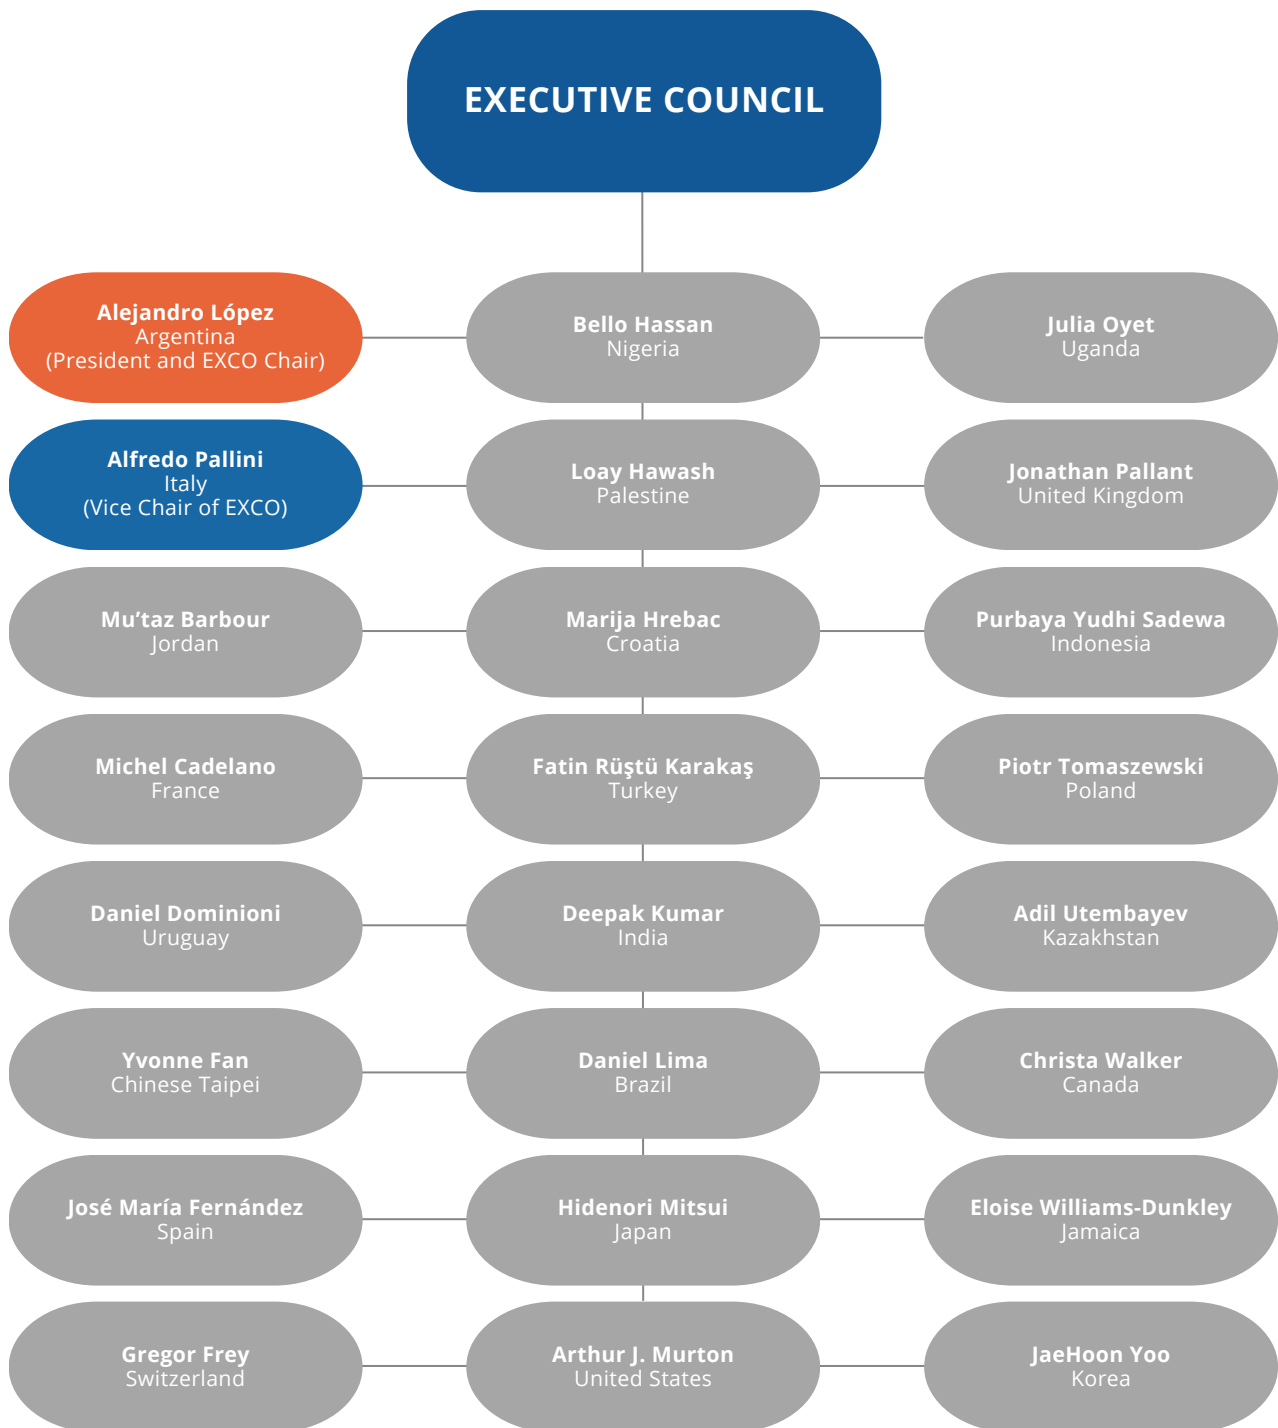 EXECUTIVE COUNCIL
Alejandro López
Argentina
(President and EXCO Chair)
Bello Hassan
Nigeria
Julia Oyet
Uganda
Alfredo Pallini
Italy
(Vice Chair of EXCO)
Loay Hawash
Palestine
Jonathan Pallant
United Kingdom
Mu’taz Barbour
Jordan
Marija Hrebac
Croatia
Purbaya Yudhi Sadewa
Indonesia
Michel Cadelano
France
Fatin Rüştü Karakaş
Turkey
Piotr Tomaszewski
Poland
Daniel Dominioni
Uruguay
Deepak Kumar
India
Adil Utembayev
Kazakhstan
Yvonne Fan
Chinese Taipei
Daniel Lima
Brazil
Christa Walker
Canada
José María Fernández
Spain
Hidenori Mitsui
Japan
Eloise Williams-Dunkley
Jamaica
Gregor Frey
Switzerland
Arthur J. Murton
United States
JaeHoon Yoo
Korea